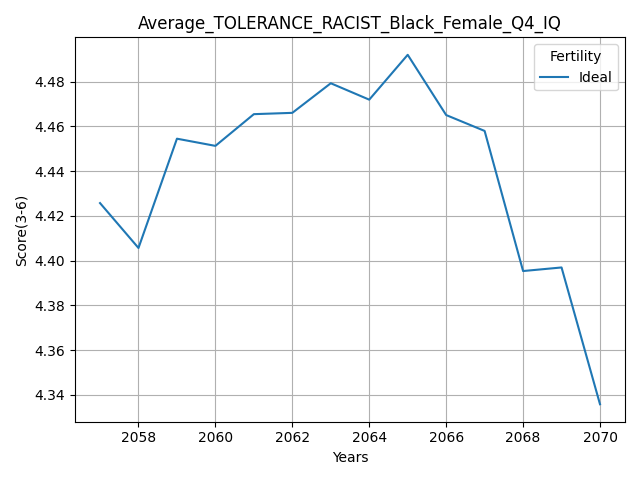 Average_TOLERANCE_RACIST_Black_Female_Q4_IQ
Fertility
Ideal
4.48
4.46
4.44
4.42
4.40
4.38
4.36
4.34
Score(3-6)
2058 2060 2062 2064 2066 2068 2070
Years